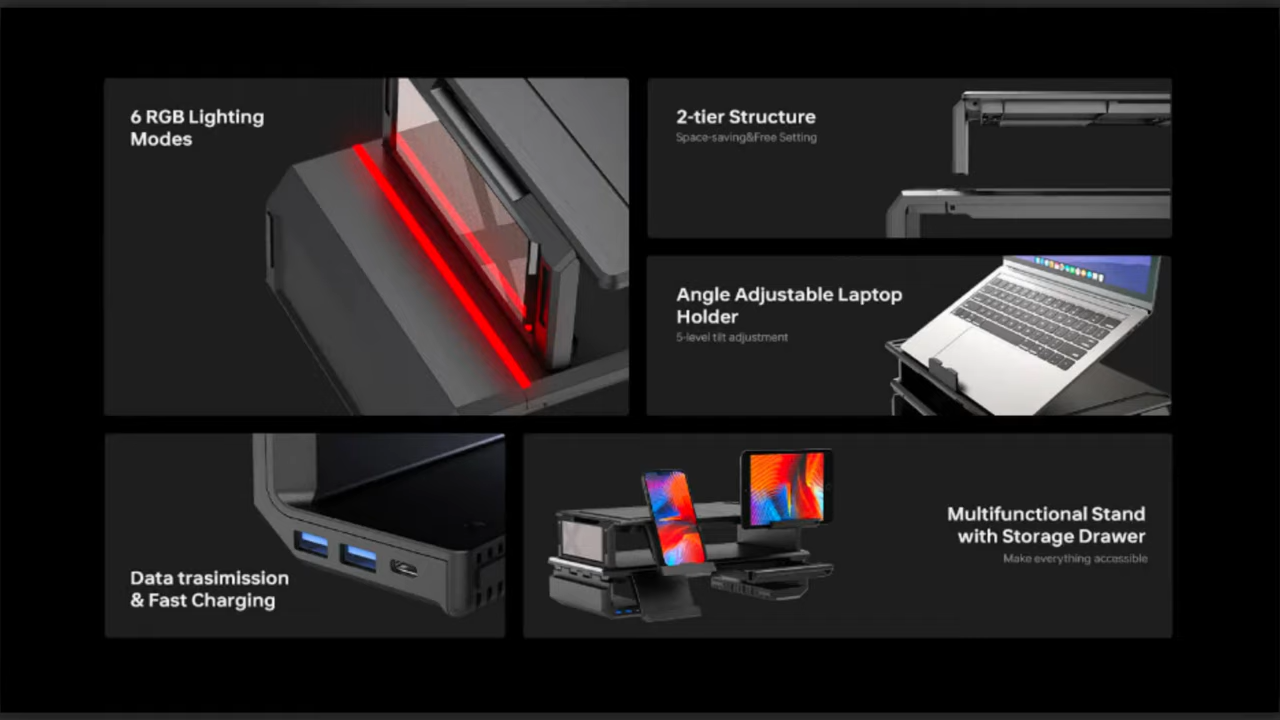 6 RGB Lighting
Modes
2-tier Structure
Space-saving&Free Setting
Angle Adjustable Laptop
Holder
5-level tilt adjustment
Data trasimission
& Fast Charging
Multifunctional Stand
with Storage Drawer
Make everything accessible